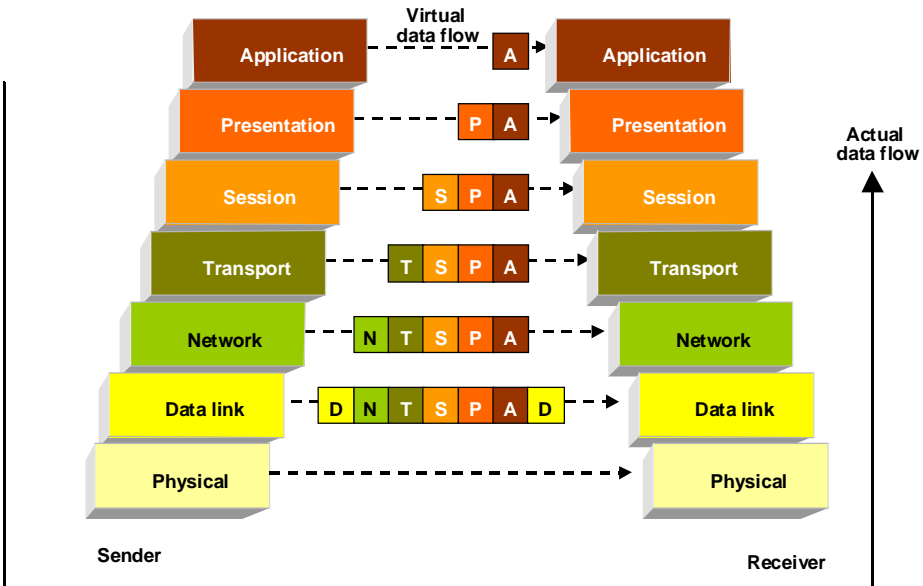 Virtual
data flow
Application
A
Application
Presentation
P A
Presentation
Actual
data flow
Session
S P A
Session
Transport
T S P A
Transport
Network
N T S P A
Network
Data link
D N T S P A D
Data link
Physical
Physical
Sender
Receiver